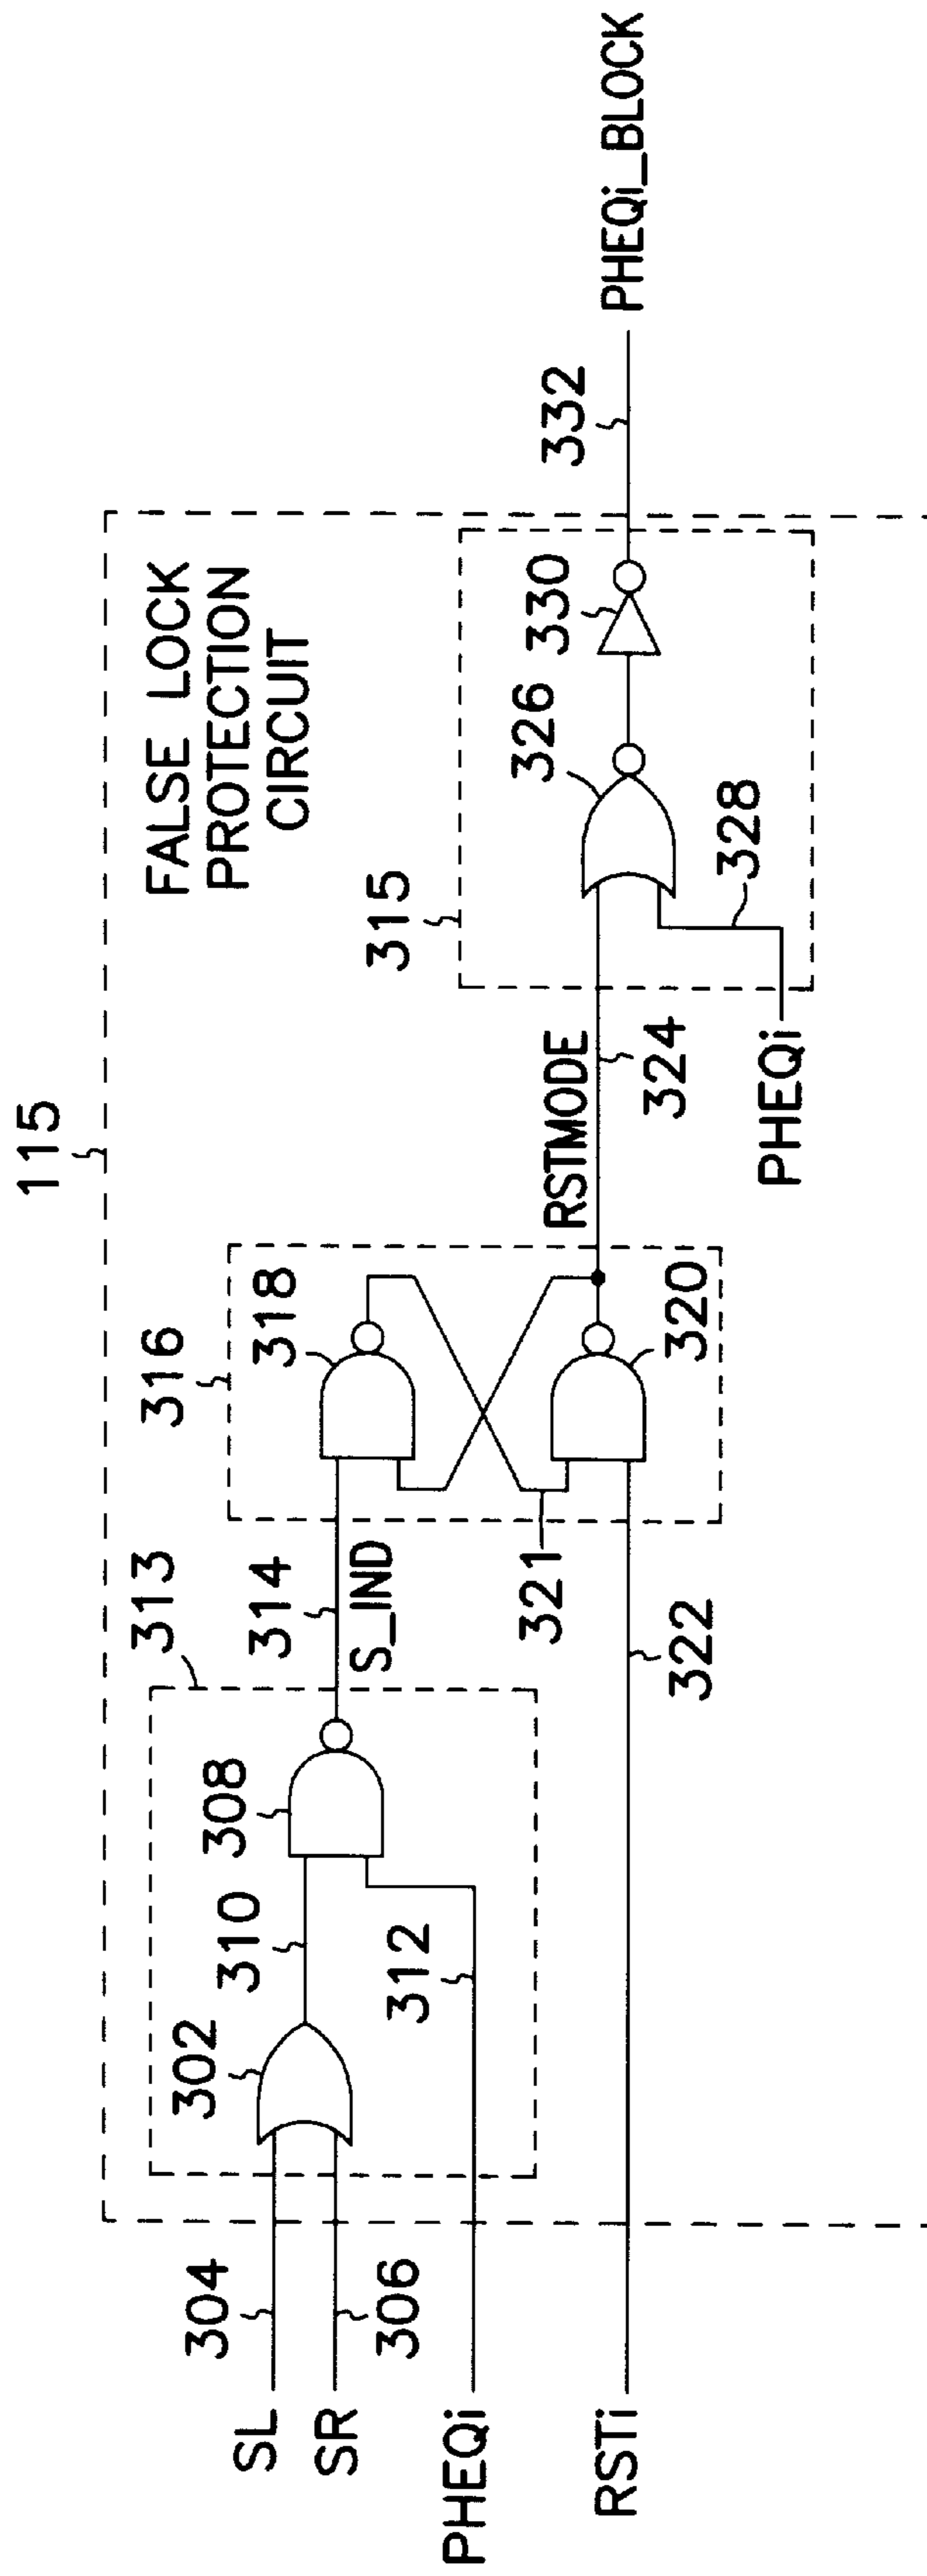 115
FALSE LOCK
PROTECTION
CIRCUIT
313
316
315
SL
304
SR
306
302
310
308
PHEQi
312
314
S_IND
318
321
320
RSTi
322
RSTMODE
324
326
330
328
PHEQi
332
PHEQi_BLOCK